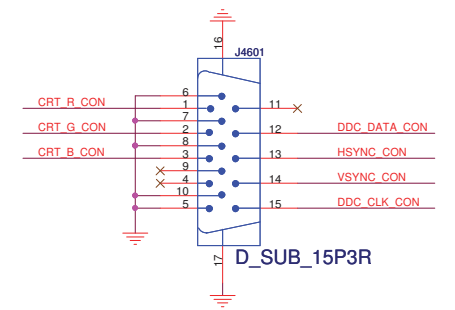 16
J4601
6
CRT_R_CON
1
11
7
CRT_G_CON
2
12
DDC_DATA_CON
8
CRT_B_CON
3
13
HSYNC_CON
9
4
14
VSYNC_CON
10
5
15
DDC_CLK_CON
17
D_SUB_15P3R